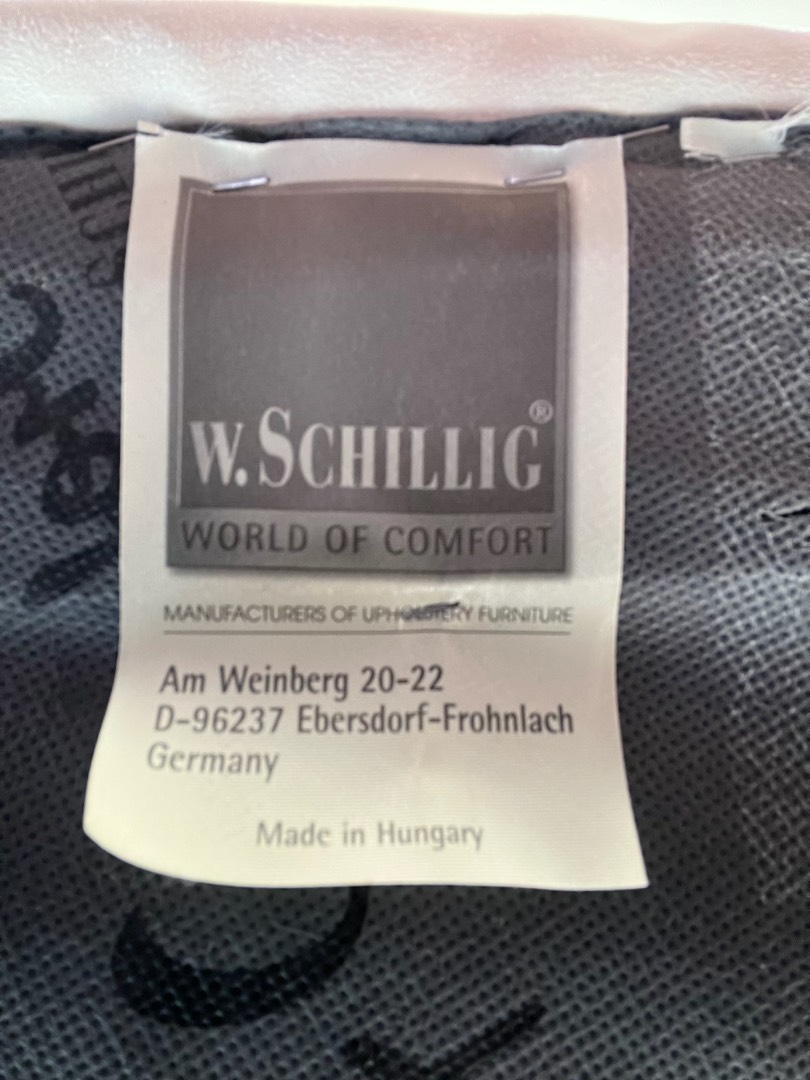 W. SCHILLIG®
WORLD OF COMFORT
MANUFACTURERS OF UPHOLSTERY FURNITURE
Am Weinberg 20-22
D-96237 Ebersdorf-Frohnlach
Germany
Made in Hungary